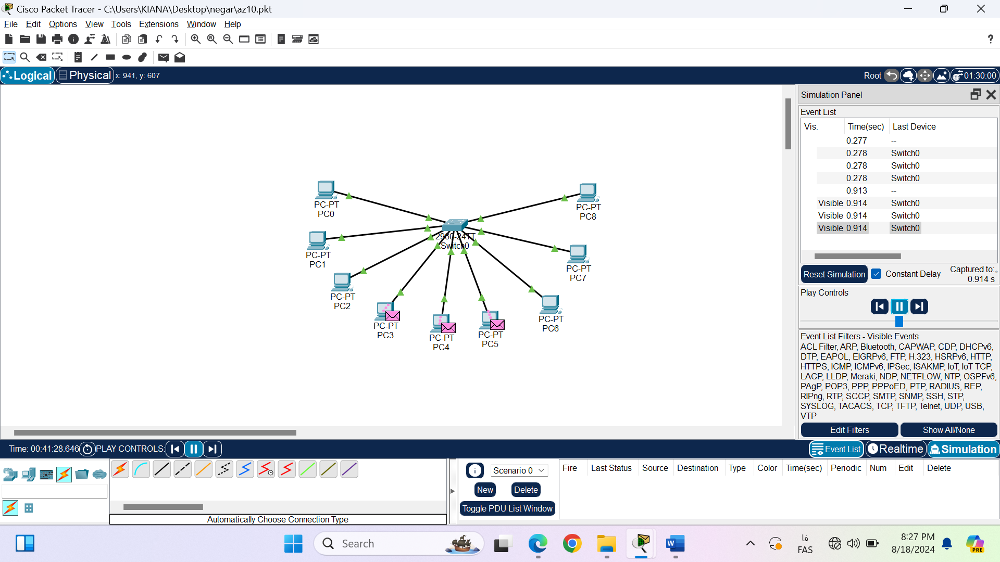 Cisco Packet Tracer - C:\Users\KIANA\Desktop\negar\az10.pkt
File Edit Options View Tools Extensions Window Help
?
Logical Physical x: 941, y: 607 Root 01:30:00
Simulation Panel
Event List
Vis. Time(sec) Last Device
0.277 --
0.278 Switch0
0.278 Switch0
0.278 Switch0
0.913 --
Visible 0.914 Switch0
Visible 0.914 Switch0
Visible 0.914 Switch0
Reset Simulation Constant Delay Captured to:
0.914 s
Play Controls
Event List Filters - Visible Events
ACL Filter, ARP, Bluetooth, CAPWAP, CDP, DHCPv6,
DTP, EAPOL, EIGRPv6, FTP, H.323, HSRPv6, HTTP,
HTTPS, ICMP, ICMPv6, IPSec, ISAKMP, IoT, IoT TCP,
LACP, LLDP, Meraki, NDP, NETFLOW, NTP, OSPFv6,
PAgP, POP3, PPP, PPPoED, PTP, RADIUS, REP,
RIPng, RTP, SCCP, SMTP, SNMP, SSH, STP,
SYSLOG, TACACS, TCP, TFTP, Telnet, UDP, USB,
VTP
Edit Filters Show All/None
PC-PT
PC0
PC-PT
PC8
2960-24TT
Switch0
PC-PT
PC1
PC-PT
PC7
PC-PT
PC2
PC-PT
PC3
PC-PT
PC4
PC-PT
PC5
PC-PT
PC6
Time: 00:41:28.646 PLAY CONTROLS: Event List Realtime Simulation
Scenario 0
New Delete
Toggle PDU List Window
Fire Last Status Source Destination Type Color Time(sec) Periodic Num Edit Delete
Automatically Choose Connection Type
Search
W
فا
FAS
8:27 PM
8/18/2024
PRE